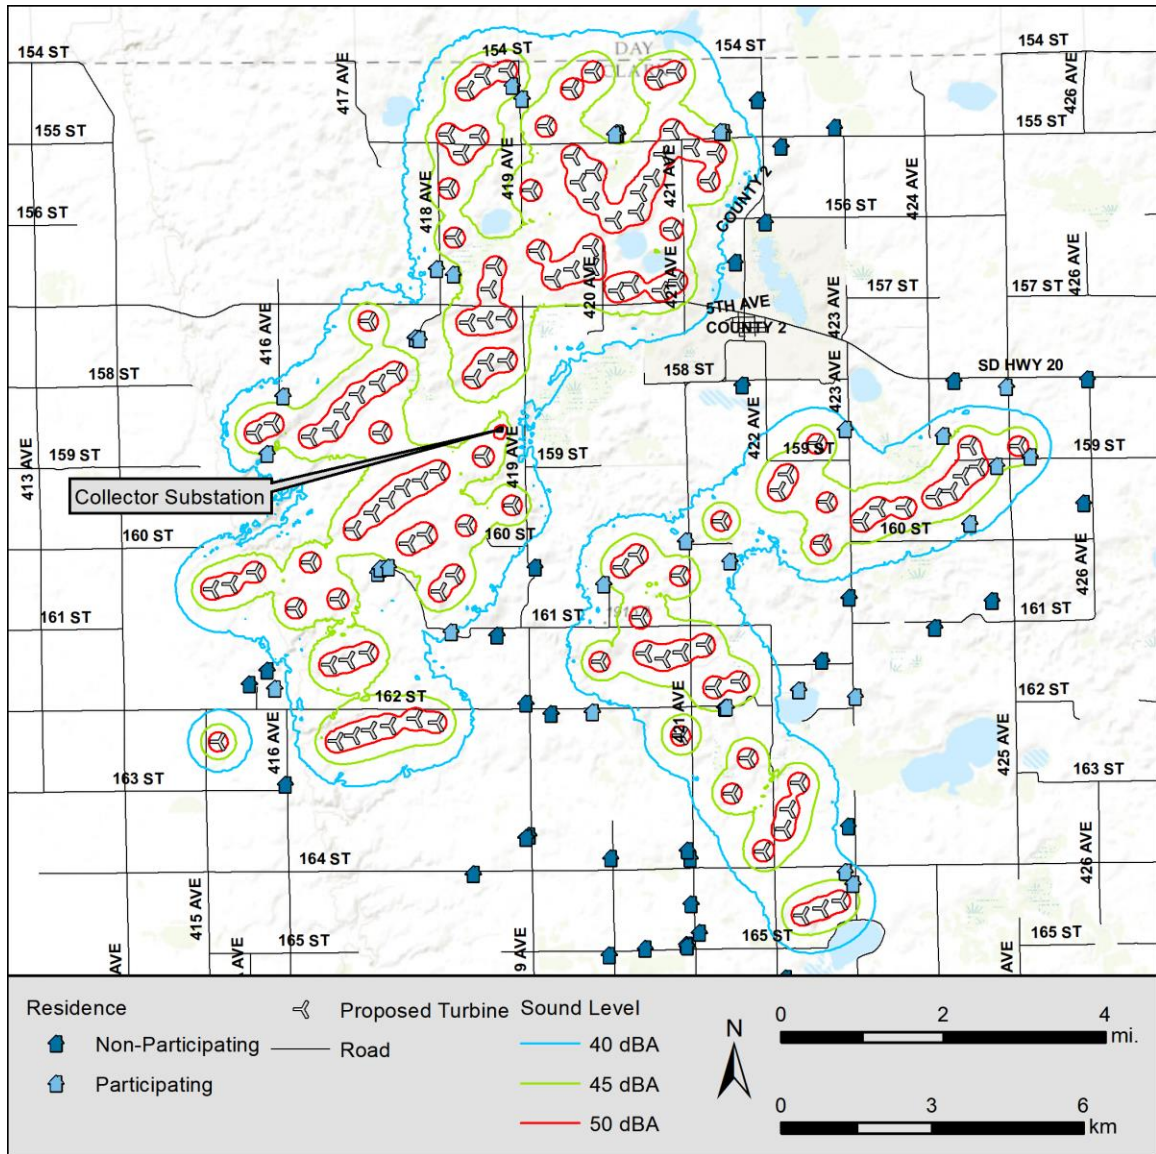 154 ST
154 ST
154 ST
154 ST
DAY
CLARK
417 AVE
426 AVE
155 ST
155 ST
419 AVE
418 AVE
421 AVE
COUNTY 2
424 AVE
156 ST
156 ST
426 AVE
420 AVE
421 AVE
157 ST
157 ST
5TH AVE
COUNTY 2
423 AVE
416 AVE
158 ST
158 ST
SD HWY 20
423 AVE
422 AVE
419 AVE
413 AVE
159 ST
159 ST
159 ST
159 ST
Collector Substation
160 ST
160 ST
160 ST
426 AVE
161 ST
161 ST
161 ST
162 ST
162 ST
421 AVE
416 AVE
425 AVE
163 ST
163 ST
164 ST
426 AVE
415 AVE
165 ST
165 ST
165 ST
AVE
AVE
9 AVE
AVE
Residence
Non-Participating
Participating
Proposed Turbine
Road
Sound Level
40 dBA
45 dBA
50 dBA
N
0 2 4
mi.
0 3 6
km